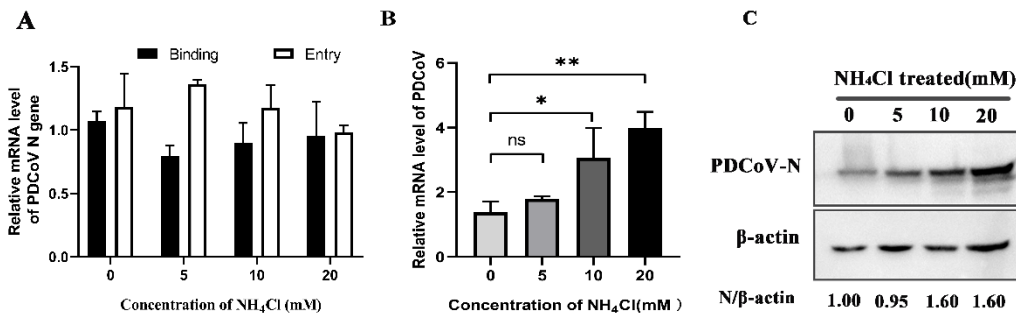 A
Binding
Entry
Relative mRNA level
of PDCoV N gene
1.5
1.0
0.5
0.0
0
5
10
20
Concentration of NH₄Cl (mM)
B
Relative mRNA level of PDCoV
6
4
2
0
**
*
ns
0
5
10
20
Concentration of NH₄Cl(mM )
C
NH₄Cl treated(mM)
0 5 10 20
PDCoV-N
β-actin
N/β-actin 1.00 0.95 1.60 1.60